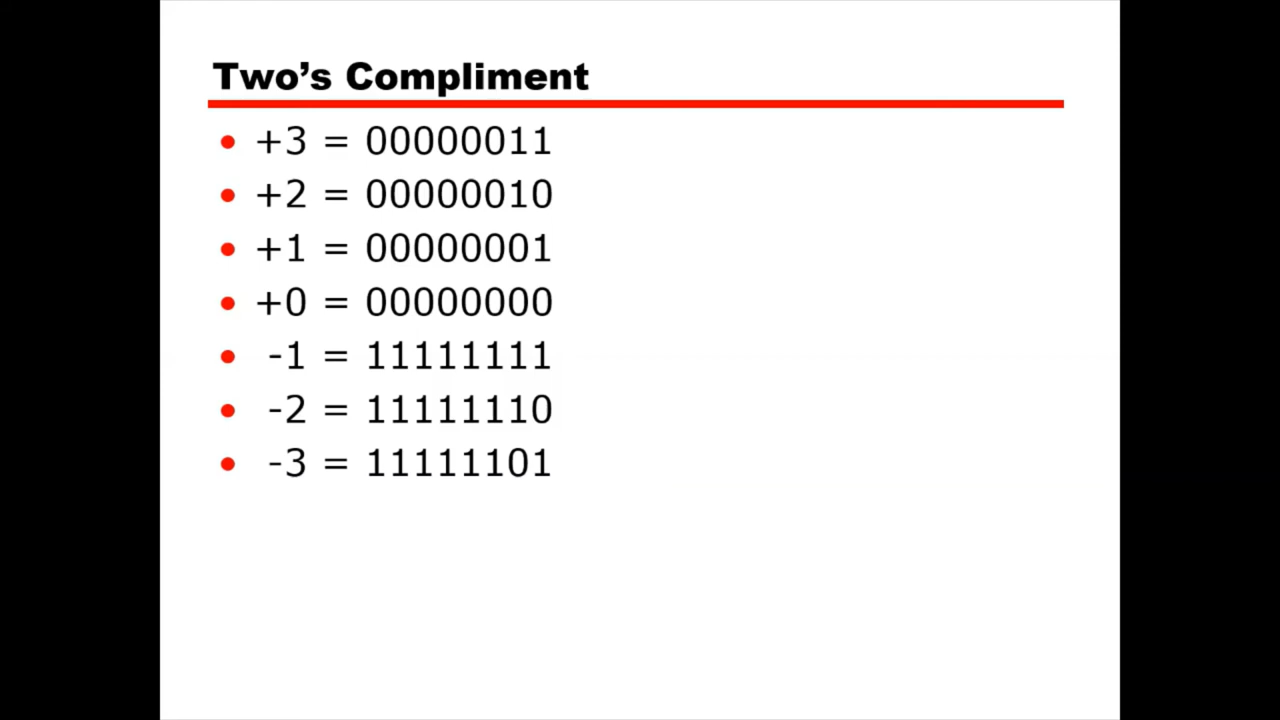 Two’s Compliment
• +3 = 00000011
• +2 = 00000010
• +1 = 00000001
• +0 = 00000000
• -1 = 11111111
• -2 = 11111110
• -3 = 11111101